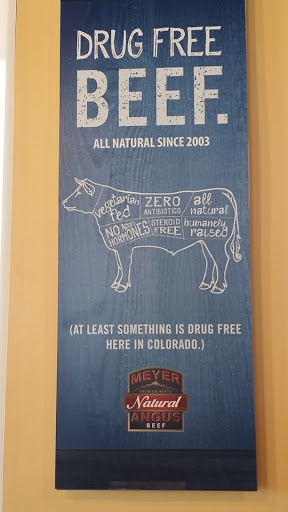 DRUG FREE
BEEF.
ALL NATURAL SINCE 2003
vegetarian
fed
ZERO
ANTIBIOTICS
all
natural
NO
HORMONES
STEROID
FREE
humanely
raised
(AT LEAST SOMETHING IS DRUG FREE
HERE IN COLORADO.)
MEYER
Natural
ANGUS
BEEF